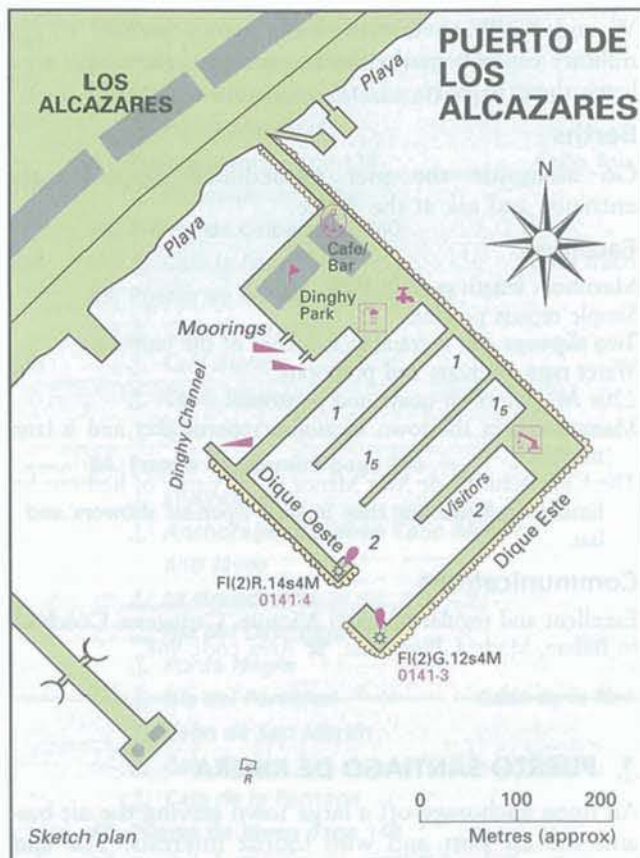 PUERTO DE
LOS
ALCAZARES
LOS
ALCAZARES
Playa
Playa
Cafe/
Bar
Dinghy
Park
Moorings
Dinghy Channel
1
1
1₅
1₅
Visitors
2
Dique Este
Dique Oeste
2
Fl(2)R.14s4M
0141·4
Fl(2)G.12s4M
0141·3
R
0 100 200
Metres (approx)
Sketch plan